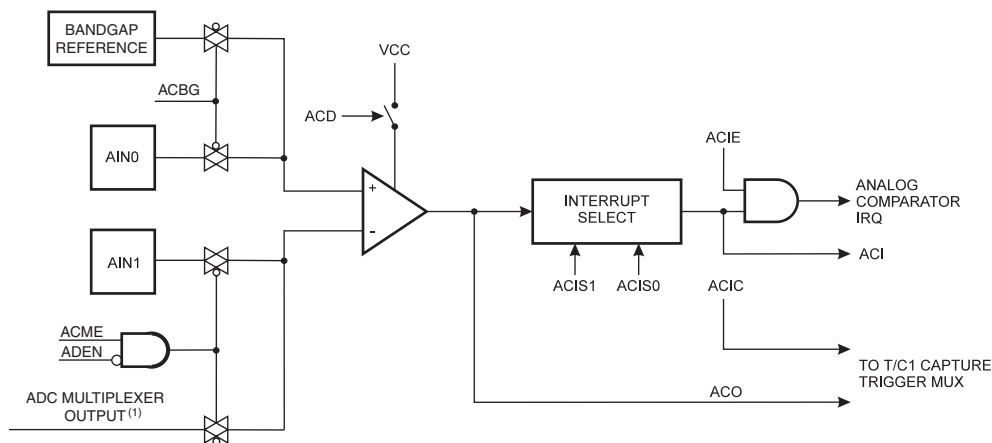 BANDGAP
REFERENCE
VCC
ACBG
ACD
AIN0
ACIE
+
INTERRUPT
SELECT
ANALOG
COMPARATOR
IRQ
-
AIN1
ACI
ACIS1 ACIS0 ACIC
ACME
ADEN
TO T/C1 CAPTURE
TRIGGER MUX
ADC MULTIPLEXER
OUTPUT (1)
ACO